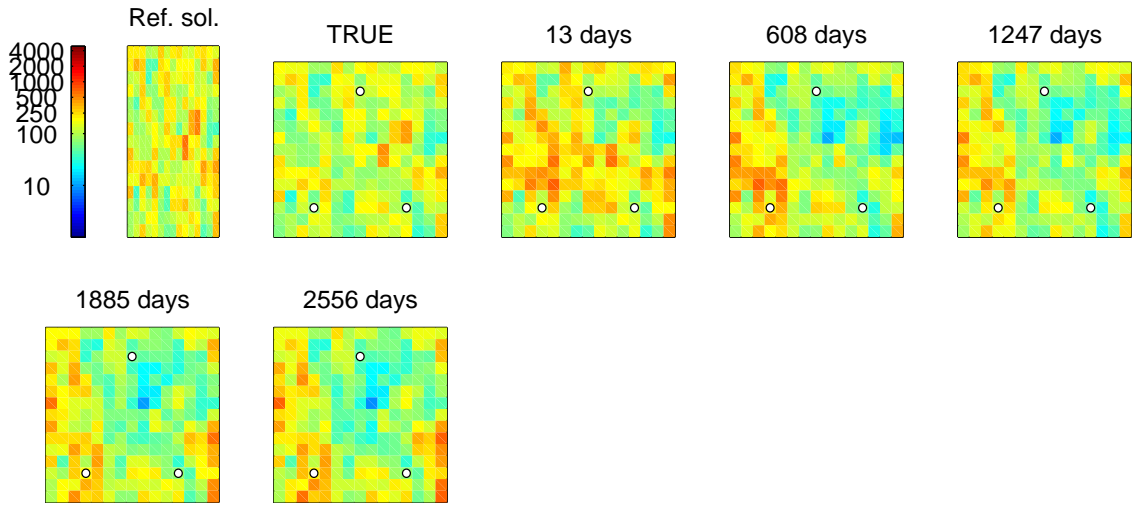 Ref. sol.
TRUE
13 days
608 days
1247 days
4000
2000
1000
500
250
100
10
1885 days
2556 days